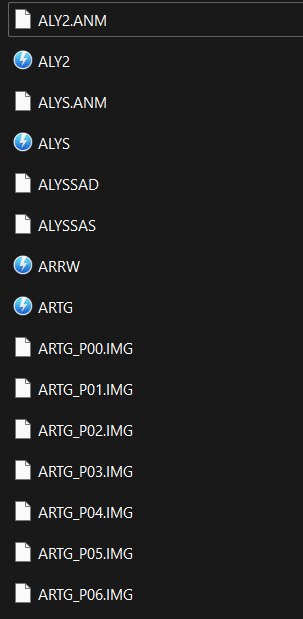 ALY2.ANM
ALY2
ALYS.ANM
ALYS
ALYSSAD
ALYSSAS
ARRW
ARTG
ARTG_P00.IMG
ARTG_P01.IMG
ARTG_P02.IMG
ARTG_P03.IMG
ARTG_P04.IMG
ARTG_P05.IMG
ARTG_P06.IMG